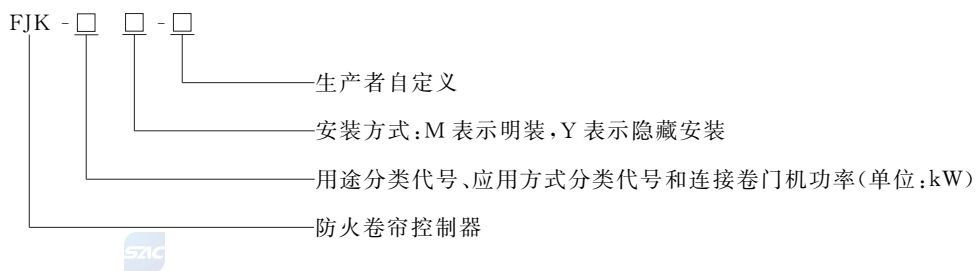 FJK - □ □ - □
生产者自定义
安装方式:M 表示明装,Y 表示隐藏安装
用途分类代号、应用方式分类代号和连接卷门机功率(单位:kW)
防火卷帘控制器
SAC